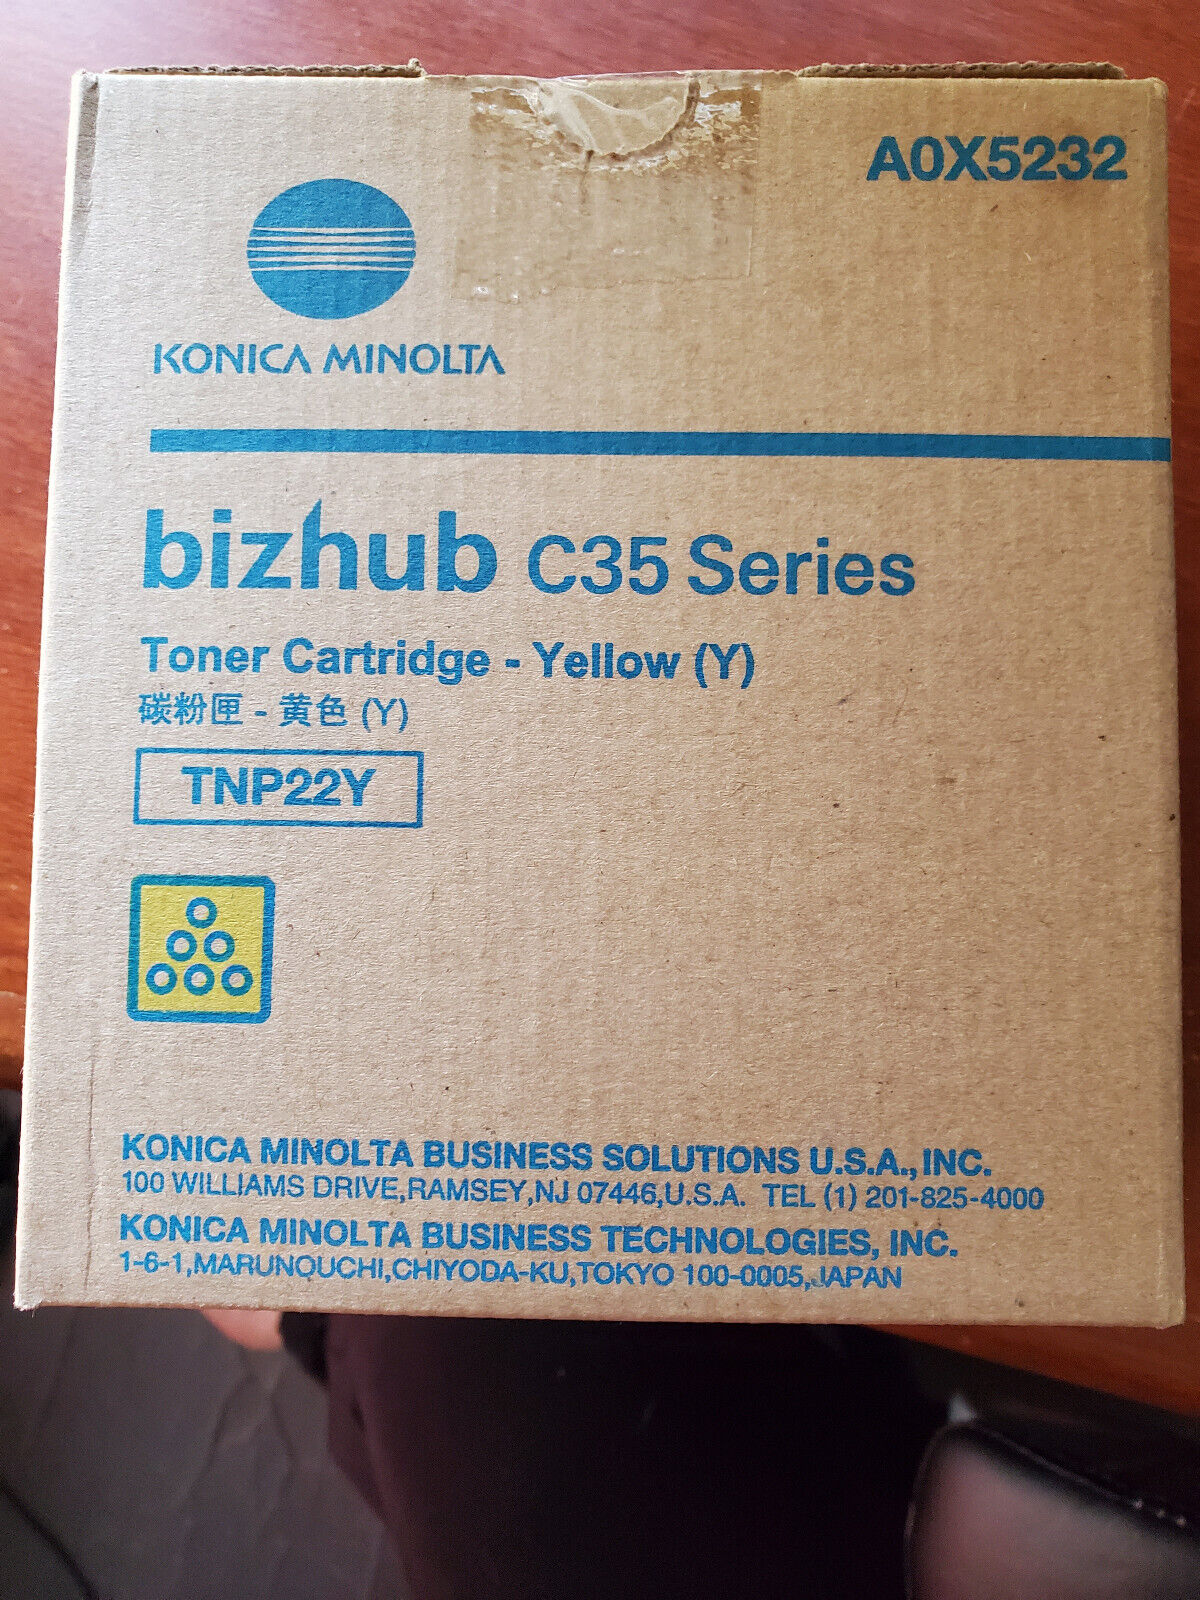 A0X5232
KONICA MINOLTA
bizhub C35 Series
Toner Cartridge - Yellow (Y)
碳粉匣 - 黄色 (Y)
TNP22Y
KONICA MINOLTA BUSINESS SOLUTIONS U.S.A., INC.
100 WILLIAMS DRIVE,RAMSEY,NJ 07446,U.S.A. TEL (1) 201-825-4000
KONICA MINOLTA BUSINESS TECHNOLOGIES, INC.
1-6-1,MARUNOUCHI,CHIYODA-KU,TOKYO 100-0005,JAPAN